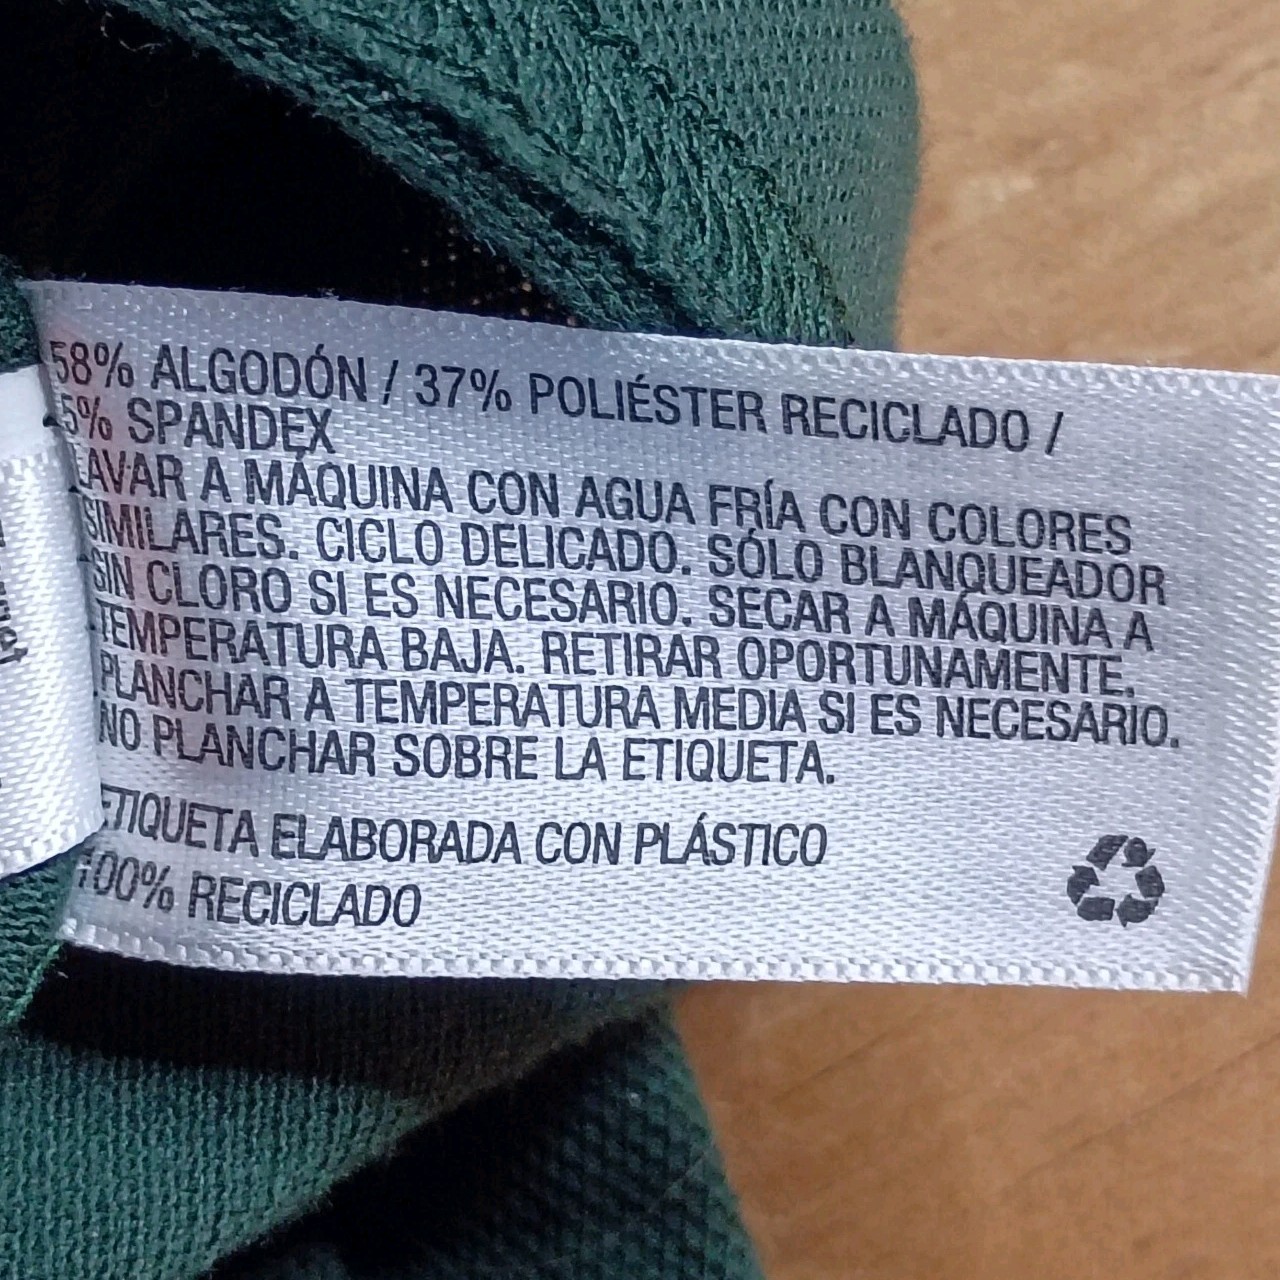 58% ALGODÓN / 37% POLIÉSTER RECICLADO /
5% SPANDEX
LAVAR A MÁQUINA CON AGUA FRÍA CON COLORES
SIMILARES. CICLO DELICADO. SÓLO BLANQUEADOR
SIN CLORO SI ES NECESARIO. SECAR A MÁQUINA A
TEMPERATURA BAJA. RETIRAR OPORTUNAMENTE.
PLANCHAR A TEMPERATURA MEDIA SI ES NECESARIO.
NO PLANCHAR SOBRE LA ETIQUETA.
ETIQUETA ELABORADA CON PLÁSTICO
100% RECICLADO